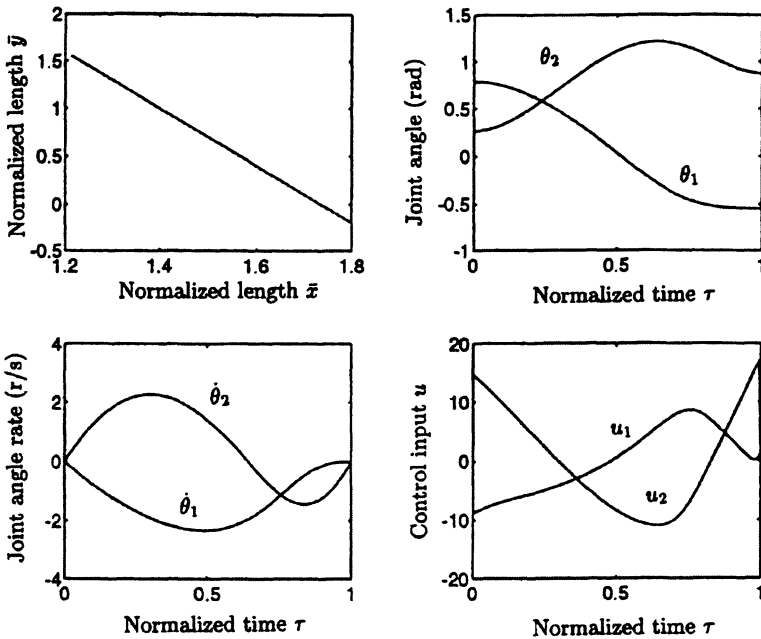 Normalized length ȳ
2
1.5
1
0.5
0
-0.5
1.2
1.4
1.6
1.8
Normalized length x̄
Joint angle (rad)
1.5
1
0.5
0
-0.5
-1
θ₂
θ₁
0
0.5
1
Normalized time τ
Joint angle rate (r/s)
4
2
0
-2
-4
θ̇₂
θ̇₁
0
0.5
1
Normalized time τ
Control input u
20
10
0
-10
-20
u₁
u₂
0
0.5
1
Normalized time τ